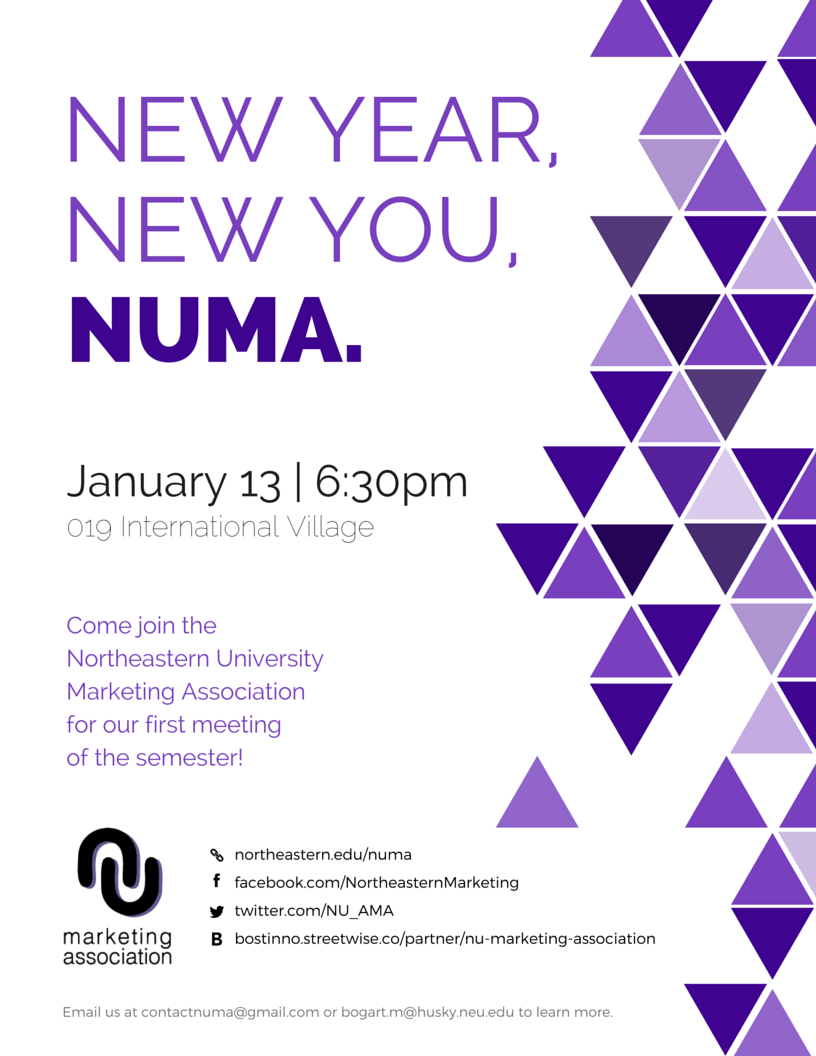 NEW YEAR,
NEW YOU,
NUMA.
January 13 | 6:30pm
019 International Village
Come join the
Northeastern University
Marketing Association
for our first meeting
of the semester!
marketing
association
northeastern.edu/numa
f facebook.com/NortheasternMarketing
twitter.com/NU_AMA
B bostinno.streetwise.co/partner/nu-marketing-association
Email us at contactnuma@gmail.com or bogart.m@husky.neu.edu to learn more.